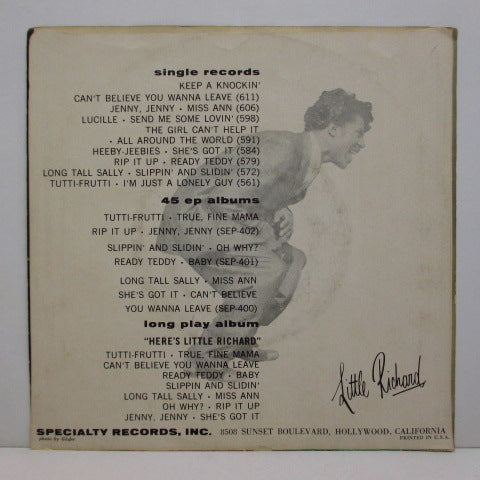 single records
KEEP A KNOCKIN'
CAN'T BELIEVE YOU WANNA LEAVE (611)
JENNY, JENNY · MISS ANN (606)
LUCILLE · SEND ME SOME LOVIN' (598)
THE GIRL CAN'T HELP IT
· ALL AROUND THE WORLD (591)
HEEBY-JEEBIES · SHE'S GOT IT (584)
RIP IT UP · READY TEDDY (579)
LONG TALL SALLY · SLIPPIN' AND SLIDIN' (572)
TUTTI-FRUTTI · I'M JUST A LONELY GUY (561)
45 ep albums
TUTTI-FRUTTI · TRUE, FINE MAMA
RIP IT UP · JENNY, JENNY (SEP-402)
SLIPPIN' AND SLIDIN' · OH WHY?
READY TEDDY · BABY (SEP-401)
LONG TALL SALLY · MISS ANN
SHE'S GOT IT · CAN'T BELIEVE
YOU WANNA LEAVE (SEP-400)
long play album
"HERE'S LITTLE RICHARD"
TUTTI-FRUTTI · TRUE, FINE MAMA
CAN'T BELIEVE YOU WANNA LEAVE
READY TEDDY · BABY
SLIPPIN AND SLIDIN'
LONG TALL SALLY · MISS ANN
OH WHY? · RIP IT UP
JENNY, JENNY · SHE'S GOT IT
Little Richard
SPECIALTY RECORDS, INC. 8508 SUNSET BOULEVARD, HOLLYWOOD, CALIFORNIA
photo by Globe PRINTED IN U.S.A.